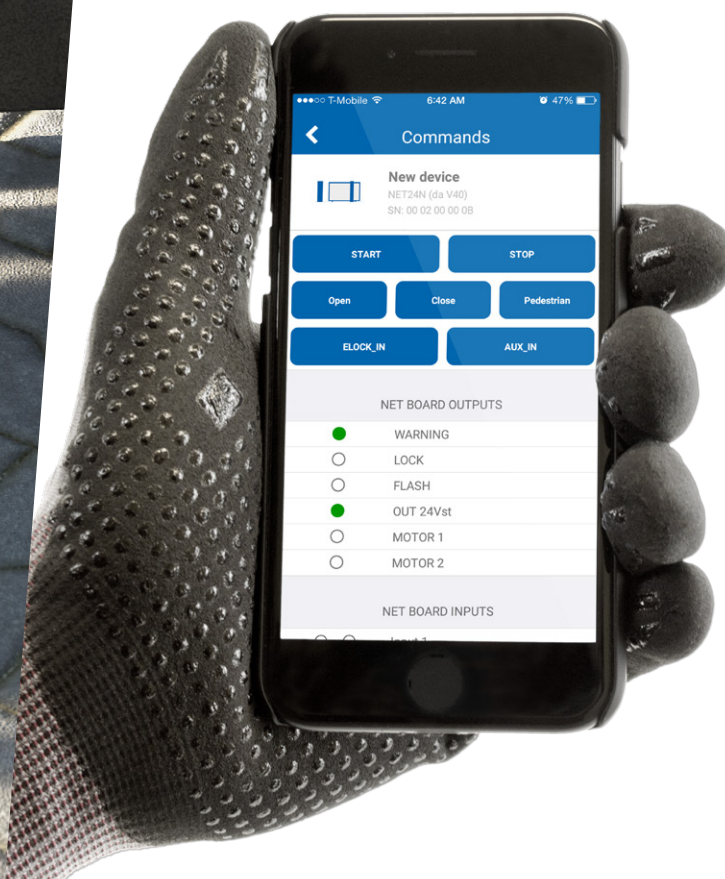 T-Mobile 6:42 AM 47%
Commands
New device
NET24N (da V40)
SN: 00 02 00 00 0B
START STOP
Open Close Pedestrian
ELOCK_IN AUX_IN
NET BOARD OUTPUTS
WARNING
LOCK
FLASH
OUT 24Vst
MOTOR 1
MOTOR 2
NET BOARD INPUTS
Input 1